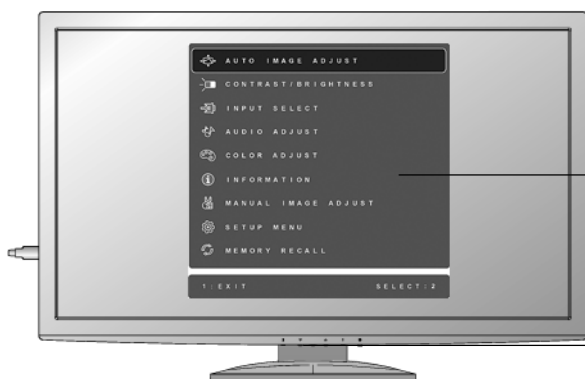 AUTO IMAGE ADJUST
CONTRAST/BRIGHTNESS
INPUT SELECT
AUDIO ADJUST
COLOR ADJUST
INFORMATION
MANUAL IMAGE ADJUST
SETUP MENU
MEMORY RECALL
1:EXIT SELECT:2